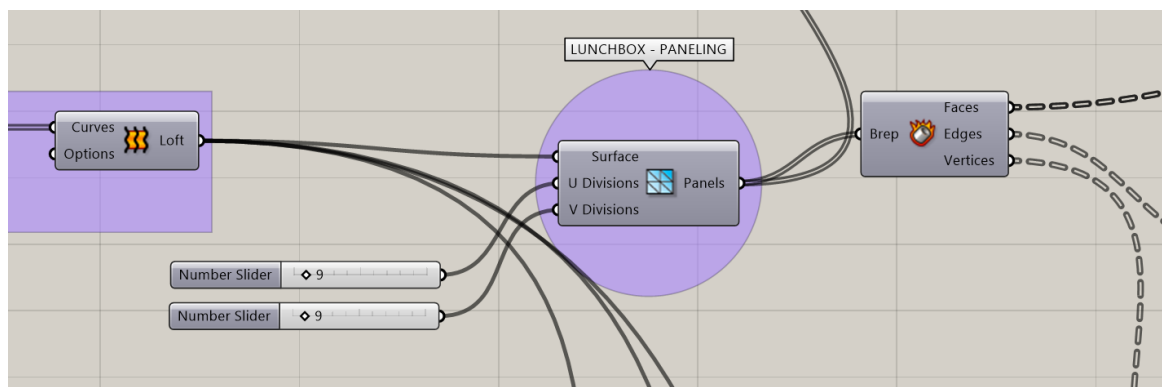 LUNCHBOX - PANELING
Curves
Options
Loft
Surface
U Divisions
V Divisions
Panels
Brep
Faces
Edges
Vertices
Number Slider
9
Number Slider
9